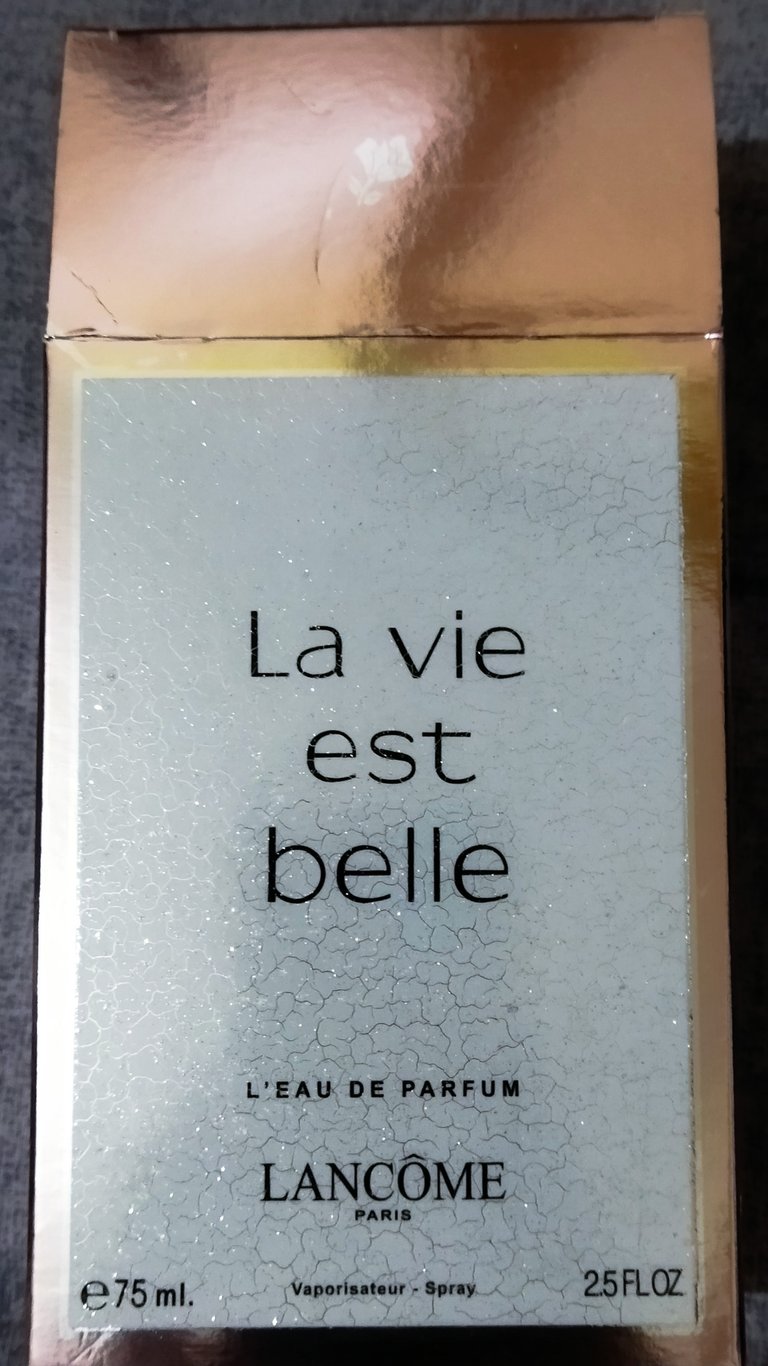 La vie
est
belle
L'EAU DE PARFUM
LANCÔME
PARIS
℮75 ml.
Vaporisateur - Spray
2.5 FL OZ